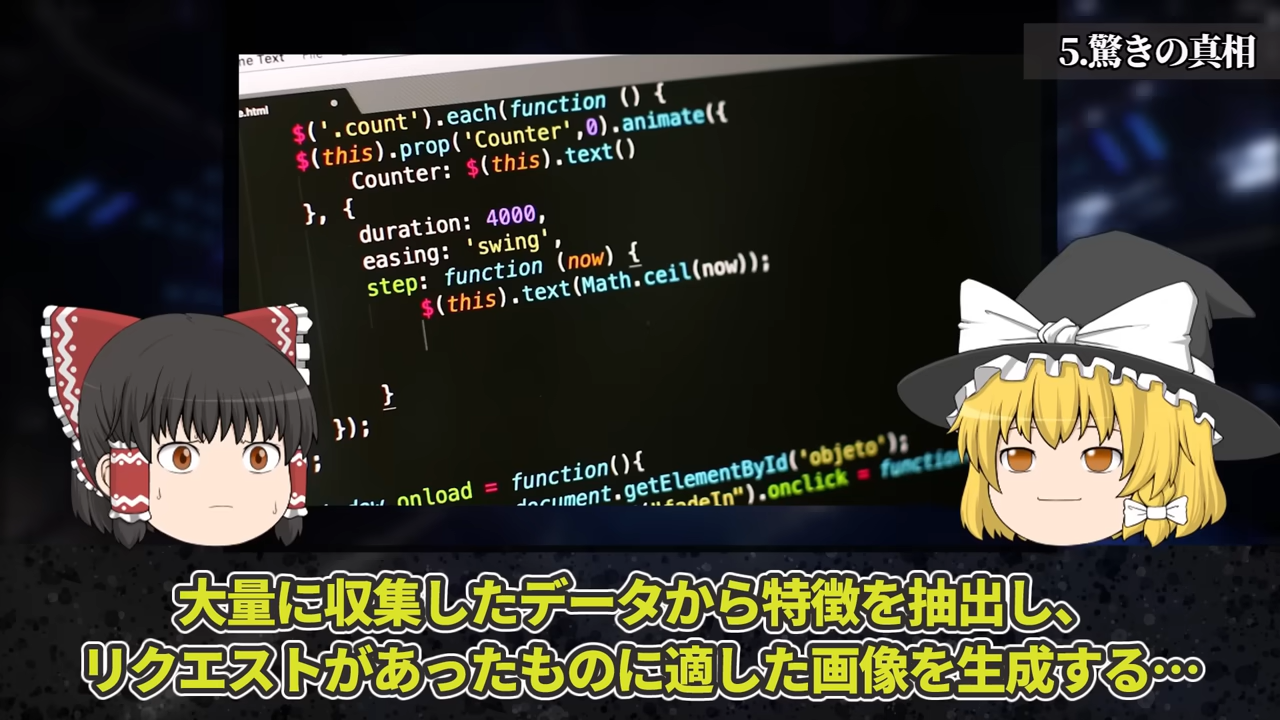 5.驚きの真相
ne Text
e.html
$('.count').each(function () {
$(this).prop('Counter',0).animate({
Counter: $(this).text()
}, {
duration: 4000,
easing: 'swing',
step: function (now) {
$(this).text(Math.ceil(now));
}
});
;
onload = function(){
document.getElementById('objeto');
"fadeIn").onclick = function
大量に収集したデータから特徴を抽出し、
リクエストがあったものに適した画像を生成する…